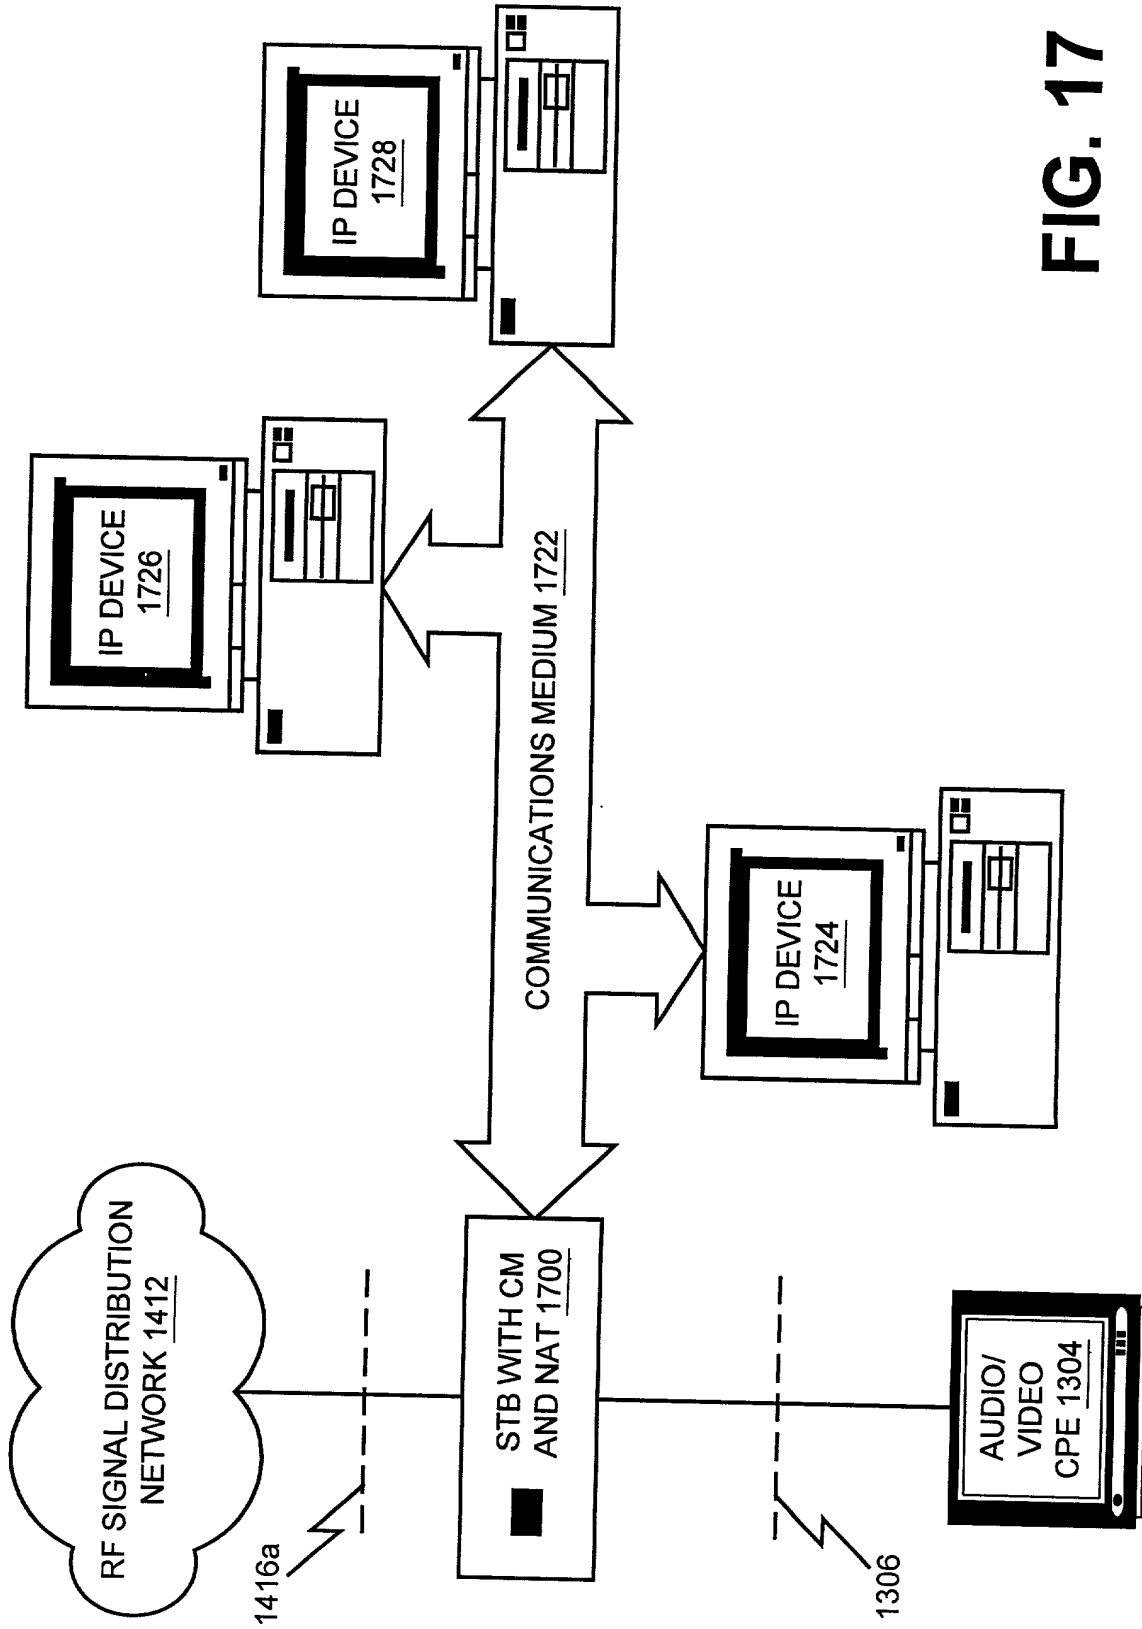 RF SIGNAL DISTRIBUTION
NETWORK 1412
1416a
STB WITH CM
AND NAT 1700
1306
AUDIO/
VIDEO
CPE 1304
COMMUNICATIONS MEDIUM 1722
IP DEVICE
1724
IP DEVICE
1726
IP DEVICE
1728
FIG. 17